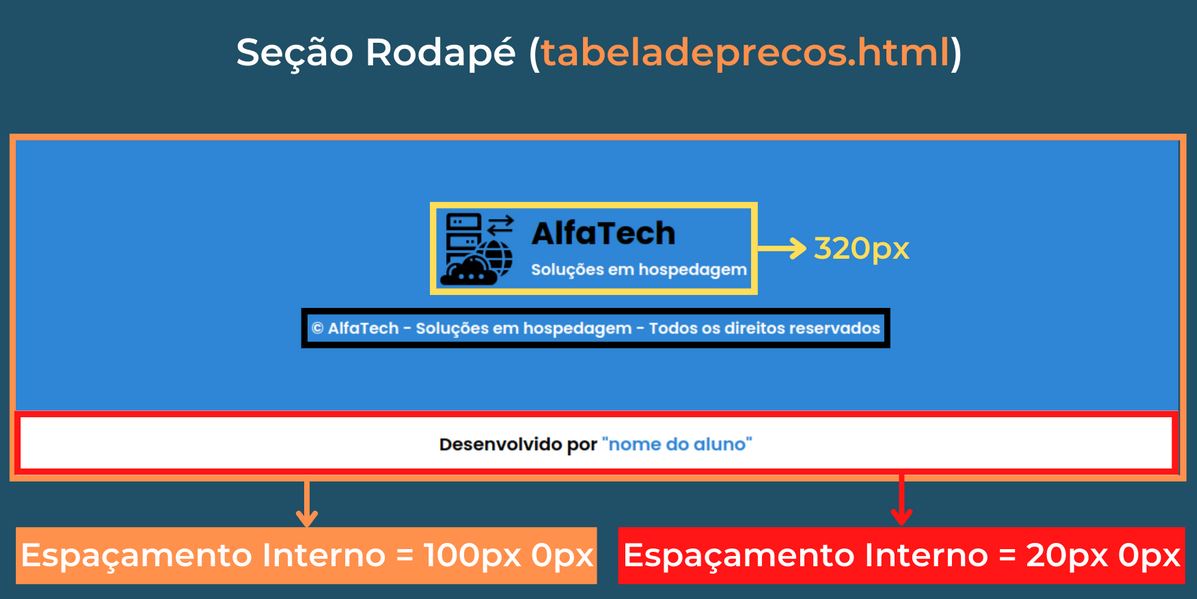 Seção Rodapé (tabeladeprecos.html)
AlfaTech
Soluções em hospedagem
320px
© AlfaTech - Soluções em hospedagem - Todos os direitos reservados
Desenvolvido por "nome do aluno"
Espaçamento Interno = 100px 0px
Espaçamento Interno = 20px 0px